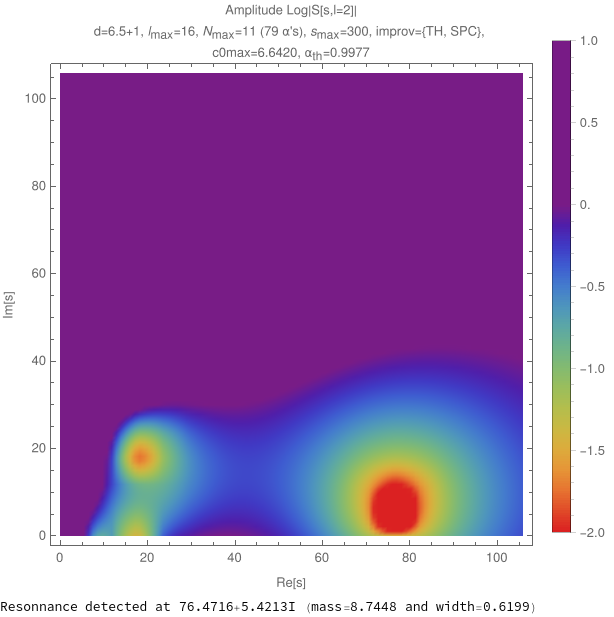 Amplitude Log|S[s,l=2]|
d=6.5+1, lmax=16, Nmax=11 (79 α's), smax=300, improv={TH, SPC},
c0max=6.6420, αth=0.9977
1.0
0.5
0.
-0.5
-1.0
-1.5
-2.0
100
80
60
40
20
0
Im[s]
0 20 40 60 80 100
Re[s]
Resonnance detected at 76.4716+5.4213I (mass=8.7448 and width=0.6199)